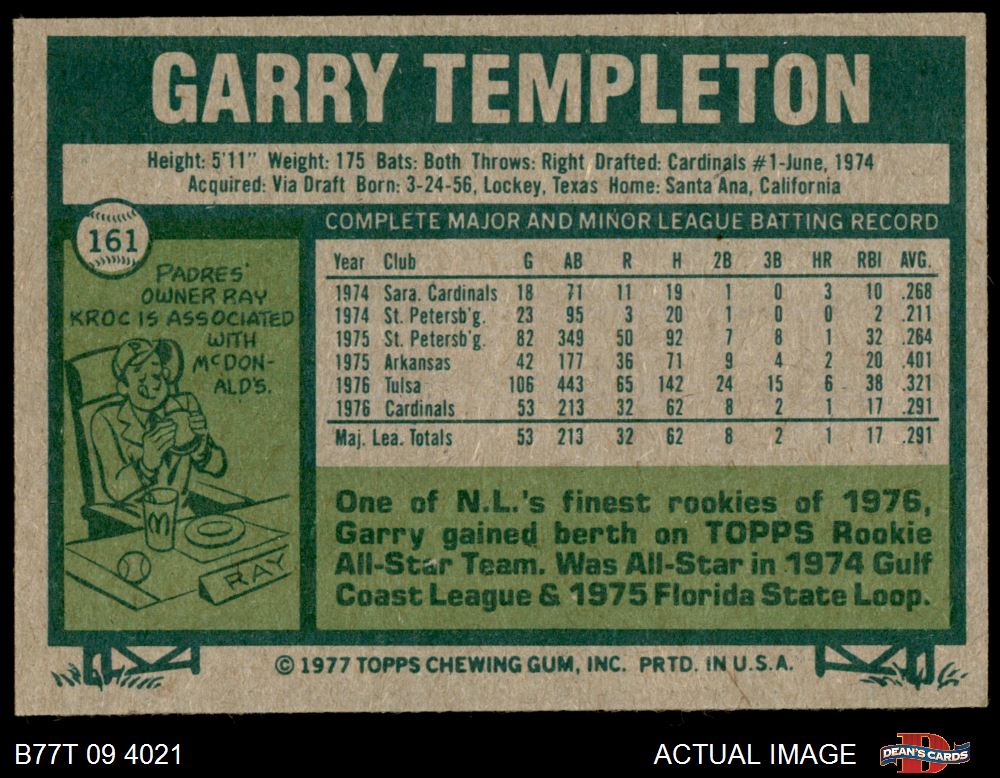 GARRY TEMPLETON
Height: 5'11" Weight: 175 Bats: Both Throws: Right Drafted: Cardinals #1-June, 1974
Acquired: Via Draft Born: 3-24-56, Lockey, Texas Home: Santa Ana, California
161
PADRES'
OWNER RAY
KROC IS ASSOCIATED
WITH
McDON-
ALD'S.
M
RAY
COMPLETE MAJOR AND MINOR LEAGUE BATTING RECORD
Year Club G AB R H 2B 3B HR RBI AVG.
1974 Sara. Cardinals 18 71 11 19 1 0 3 10 .268
1974 St. Petersb'g. 23 95 3 20 1 0 0 2 .211
1975 St. Petersb'g. 82 349 50 92 7 8 1 32 .264
1975 Arkansas 42 177 36 71 9 4 2 20 .401
1976 Tulsa 106 443 65 142 24 15 6 38 .321
1976 Cardinals 53 213 32 62 8 2 1 17 .291
Maj. Lea. Totals 53 213 32 62 8 2 1 17 .291
One of N.L.'s finest rookies of 1976,
Garry gained berth on TOPPS Rookie
All-Star Team. Was All-Star in 1974 Gulf
Coast League & 1975 Florida State Loop.
© 1977 TOPPS CHEWING GUM, INC. PRTD. IN U.S.A.
B77T 09 4021
ACTUAL IMAGE
D
DEAN'S CARDS